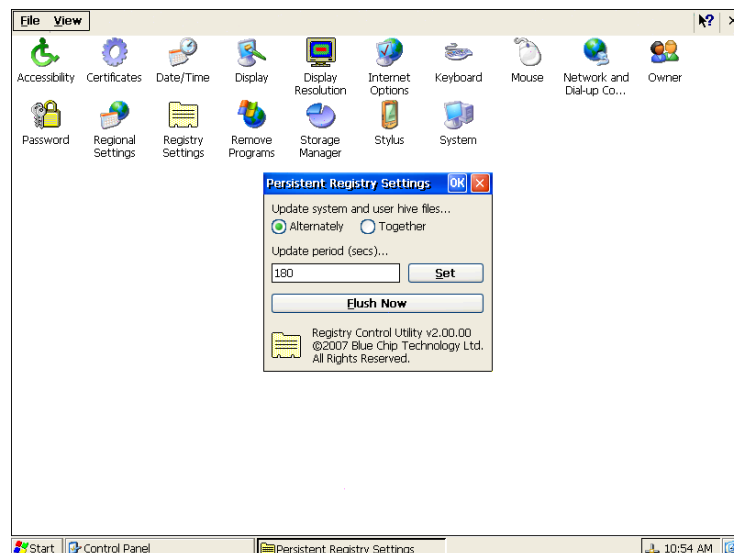 File View
Accessibility Certificates Date/Time Display Display Resolution Internet Options Keyboard Mouse Network and Dial-up Co... Owner
Password Regional Settings Registry Settings Remove Programs Storage Manager Stylus System
Persistent Registry Settings OK
Update system and user hive files...
Alternately Together
Update period (secs)...
180 Set
Flush Now
Registry Control Utility v2.00.00
©2007 Blue Chip Technology Ltd.
All Rights Reserved.
Start Control Panel Persistent Registry Settings 10:54 AM